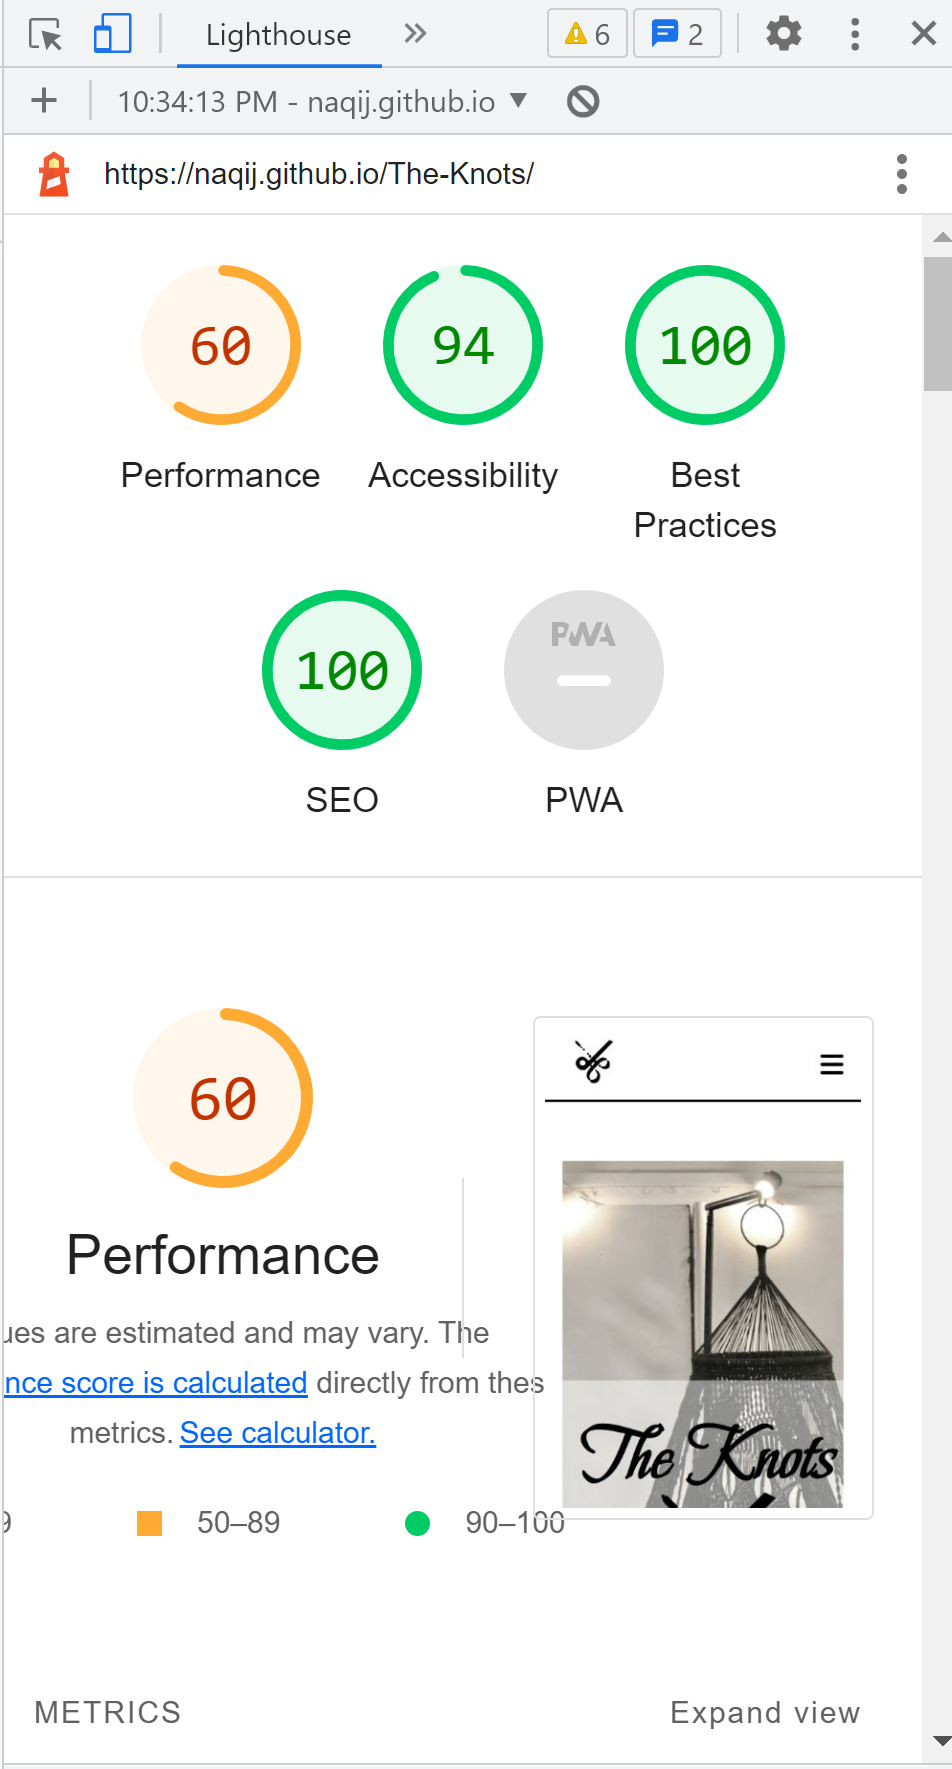 Lighthouse
6
2
10:34:13 PM - naqij.github.io
https://naqij.github.io/The-Knots/
60
94
100
Performance
Accessibility
Best
Practices
100
PWA
SEO
PWA
60
Performance
ues are estimated and may vary. The
nce score is calculated directly from thes
metrics. See calculator.
9
50–89
90–100
The Knots
METRICS
Expand view